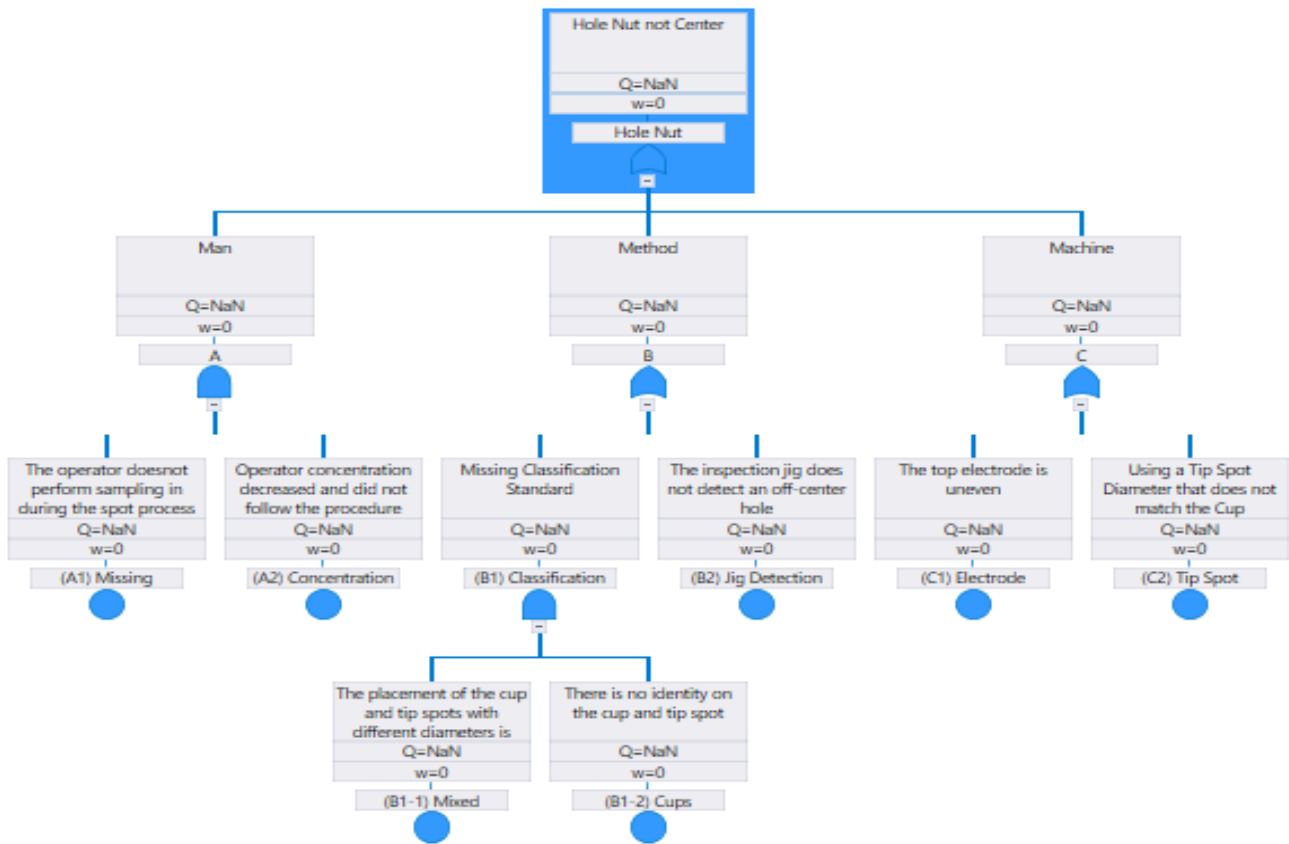 Hole Nut not Center
Q=NaN
w=0
Hole Nut
Man
Q=NaN
w=0
A
Method
Q=NaN
w=0
B
Machine
Q=NaN
w=0
C
The operator doesnot
perform sampling in
during the spot process
Q=NaN
w=0
(A1) Missing
Operator concentration
decreased and did not
follow the procedure
Q=NaN
w=0
(A2) Concentration
Missing Classification
Standard
Q=NaN
w=0
(B1) Classification
The inspection jig does
not detect an off-center
hole
Q=NaN
w=0
(B2) Jig Detection
The top electrode is
uneven
Q=NaN
w=0
(C1) Electrode
Using a Tip Spot
Diameter that does not
match the Cup
Q=NaN
w=0
(C2) Tip Spot
The placement of the cup
and tip spots with
different diameters is
Q=NaN
w=0
(B1-1) Mixed
There is no identity on
the cup and tip spot
Q=NaN
w=0
(B1-2) Cups